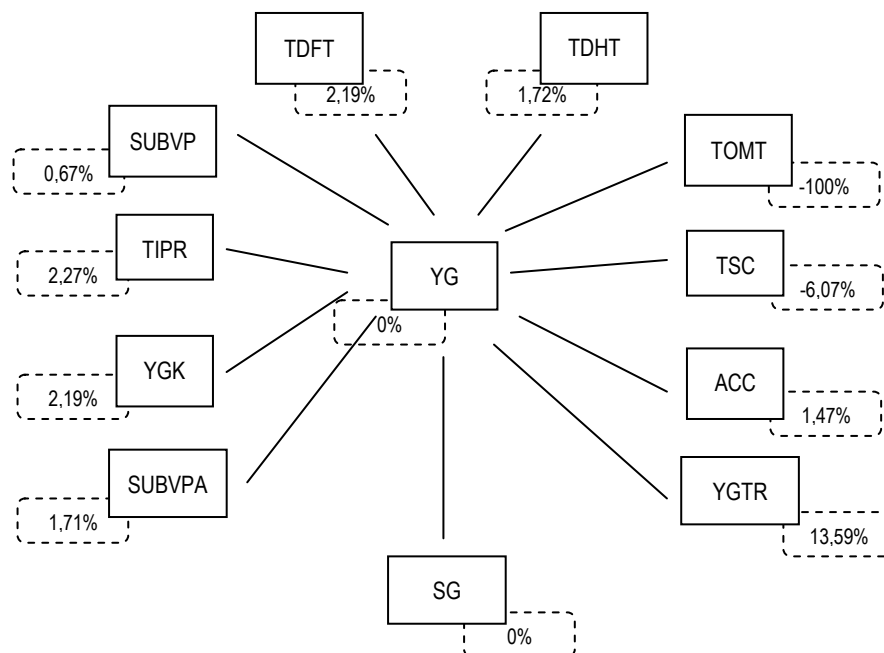 TDFT
2,19%
TDHT
1,72%
SUBVP
0,67%
TOMT
-100%
TIPR
2,27%
YG
0%
TSC
-6,07%
YGK
2,19%
ACC
1,47%
SUBVPA
1,71%
YGTR
13,59%
SG
0%